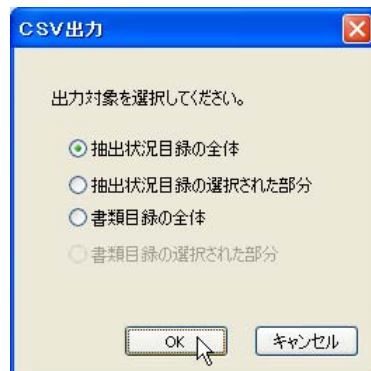 CSV出力
出力対象を選択してください。
抽出状況目録の全体
抽出状況目録の選択された部分
書類目録の全体
書類目録の選択された部分
OK
キャンセル